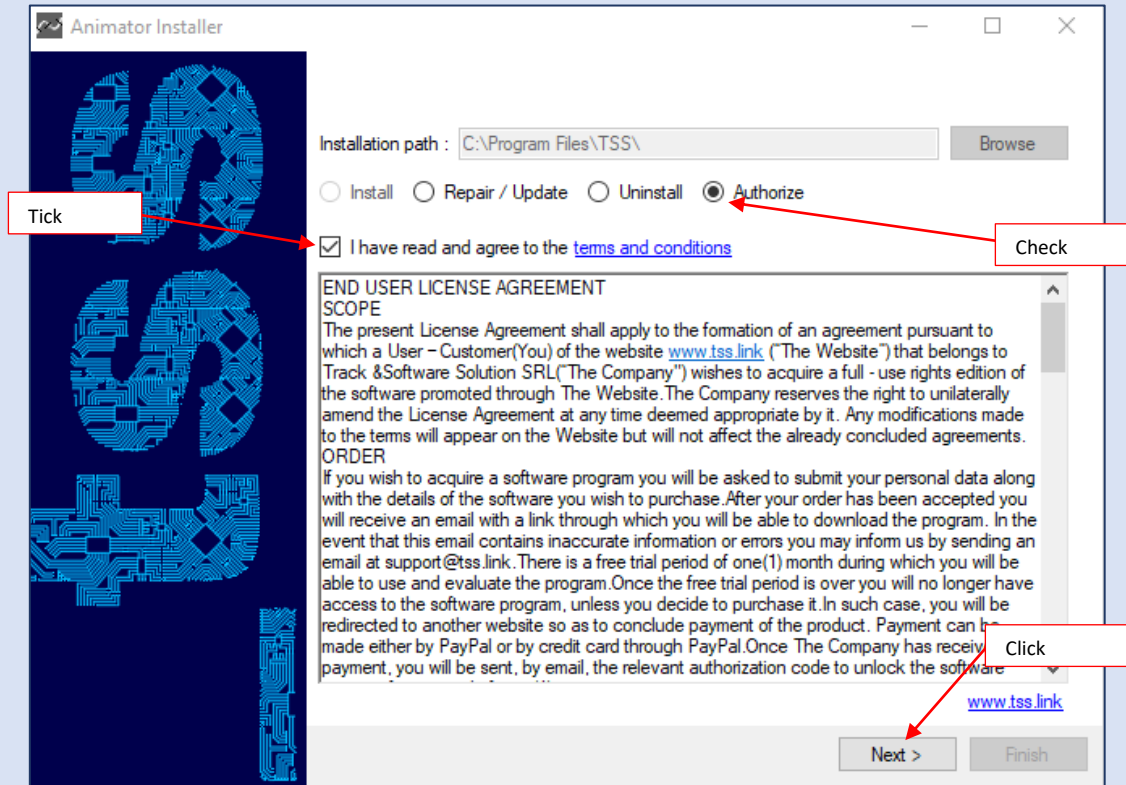 Animator Installer
Installation path : C:\Program Files\TSS\ Browse
Install Repair / Update Uninstall Authorize
Tick
Check
I have read and agree to the terms and conditions
END USER LICENSE AGREEMENT
SCOPE
The present License Agreement shall apply to the formation of an agreement pursuant to
which a User – Customer(You) of the website www.tss.link ("The Website") that belongs to
Track &Software Solution SRL("The Company") wishes to acquire a full - use rights edition of
the software promoted through The Website.The Company reserves the right to unilaterally
amend the License Agreement at any time deemed appropriate by it. Any modifications made
to the terms will appear on the Website but will not affect the already concluded agreements.
ORDER
If you wish to acquire a software program you will be asked to submit your personal data along
with the details of the software you wish to purchase.After your order has been accepted you
will receive an email with a link through which you will be able to download the program. In the
event that this email contains inaccurate information or errors you may inform us by sending an
email at support@tss.link.There is a free trial period of one(1) month during which you will be
able to use and evaluate the program.Once the free trial period is over you will no longer have
access to the software program, unless you decide to purchase it.In such case, you will be
redirected to another website so as to conclude payment of the product. Payment can be
made either by PayPal or by credit card through PayPal.Once The Company has receiv
payment, you will be sent, by email, the relevant authorization code to unlock the software
Click
www.tss.link
Next > Finish